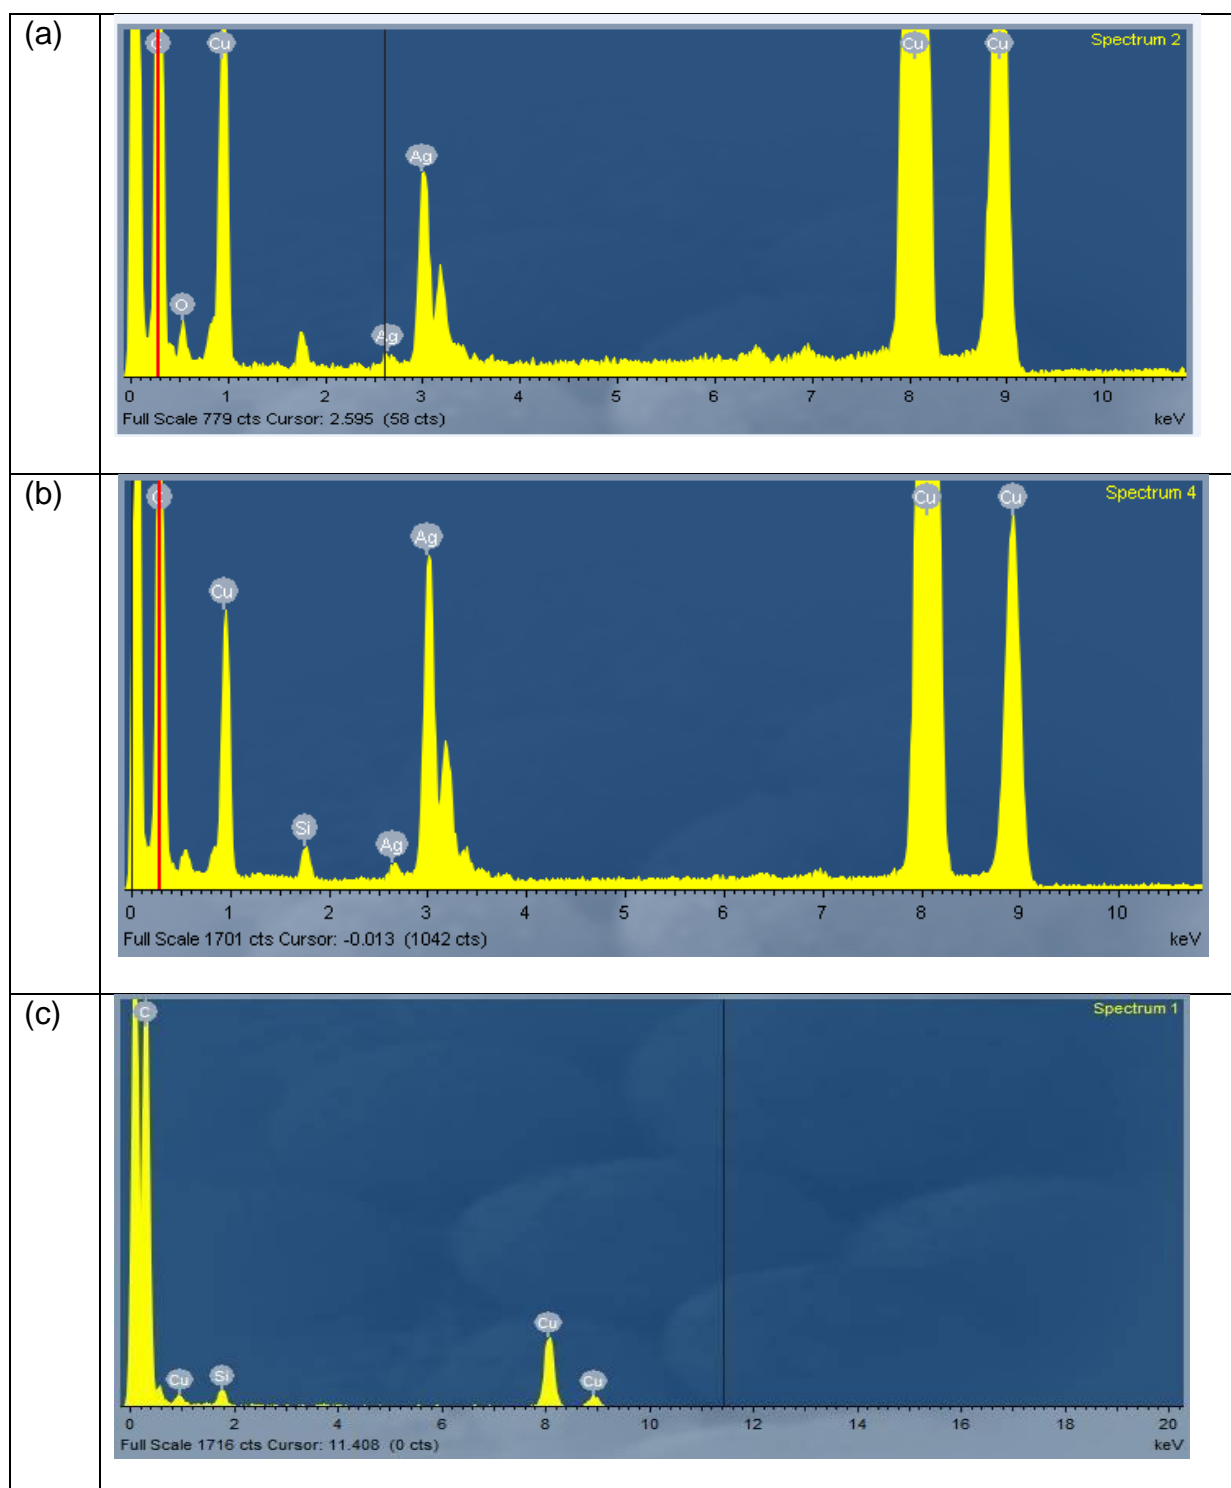 (a)
Spectrum 2
C Cu Cu Cu
Ag
O
Ag
0 1 2 3 4 5 6 7 8 9 10
Full Scale 779 cts Cursor: 2.595 (58 cts) keV
(b)
Spectrum 4
C Cu Cu
Ag
Cu
Si
Ag
0 1 2 3 4 5 6 7 8 9 10
Full Scale 1701 cts Cursor: -0.013 (1042 cts) keV
(c)
Spectrum 1
C
Cu
Cu Si Cu
0 2 4 6 8 10 12 14 16 18 20
Full Scale 1716 cts Cursor: 11.408 (0 cts) keV